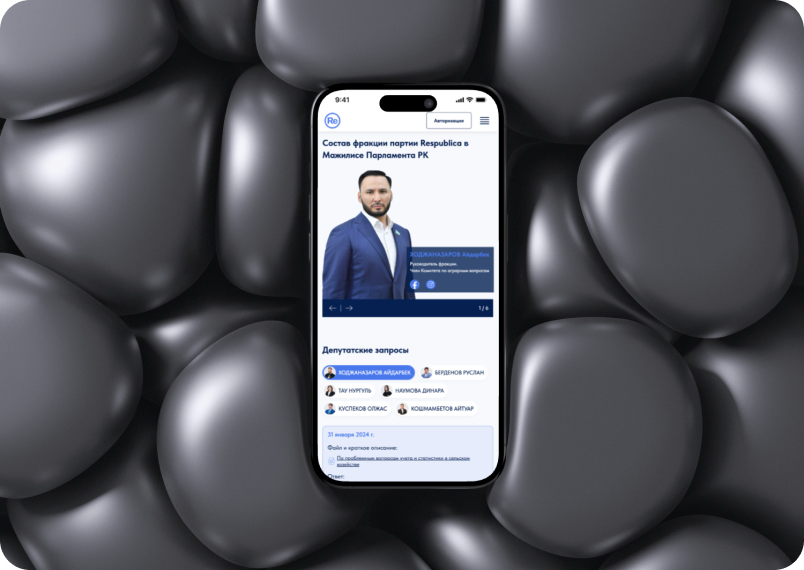 9:41
Re
Авторизация
Состав фракции партии Respublica в
Мажилисе Парламента РК
ХОДЖАНАЗАРОВ Айдарбек
Руководитель фракции.
Член Комитета по аграрным вопросам
1 / 6
Депутатские запросы
ХОДЖАНАЗАРОВ АЙДАРБЕК
БЕРДЕНОВ РУСЛАН
ТАУ НУРГУЛЬ
НАУМОВА ДИНАРА
КУСПЕКОВ ОЛЖАС
КОШМАМБЕТОВ АЙТУАР
31 января 2024 г.
Файл и краткое описание:
По проблемным вопросам учета и статистики в сельском
хозяйстве
Ответ: